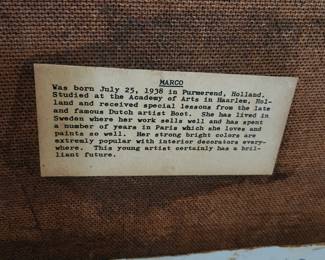 MARCO
Was born July 25, 1938 in Purmerend, Holland.
Studied at the Academy of Arts in Haarlem, Hol-
land and received special lessons from the late
and famous Dutch artist Boot. She has lived in
Sweden where her work sells well and has spent
a number of years in Paris which she loves and
paints so well. Her strong bright colors are
extremly popular with interior decorators every-
where. This young artist certainly has a bril-
liant future.